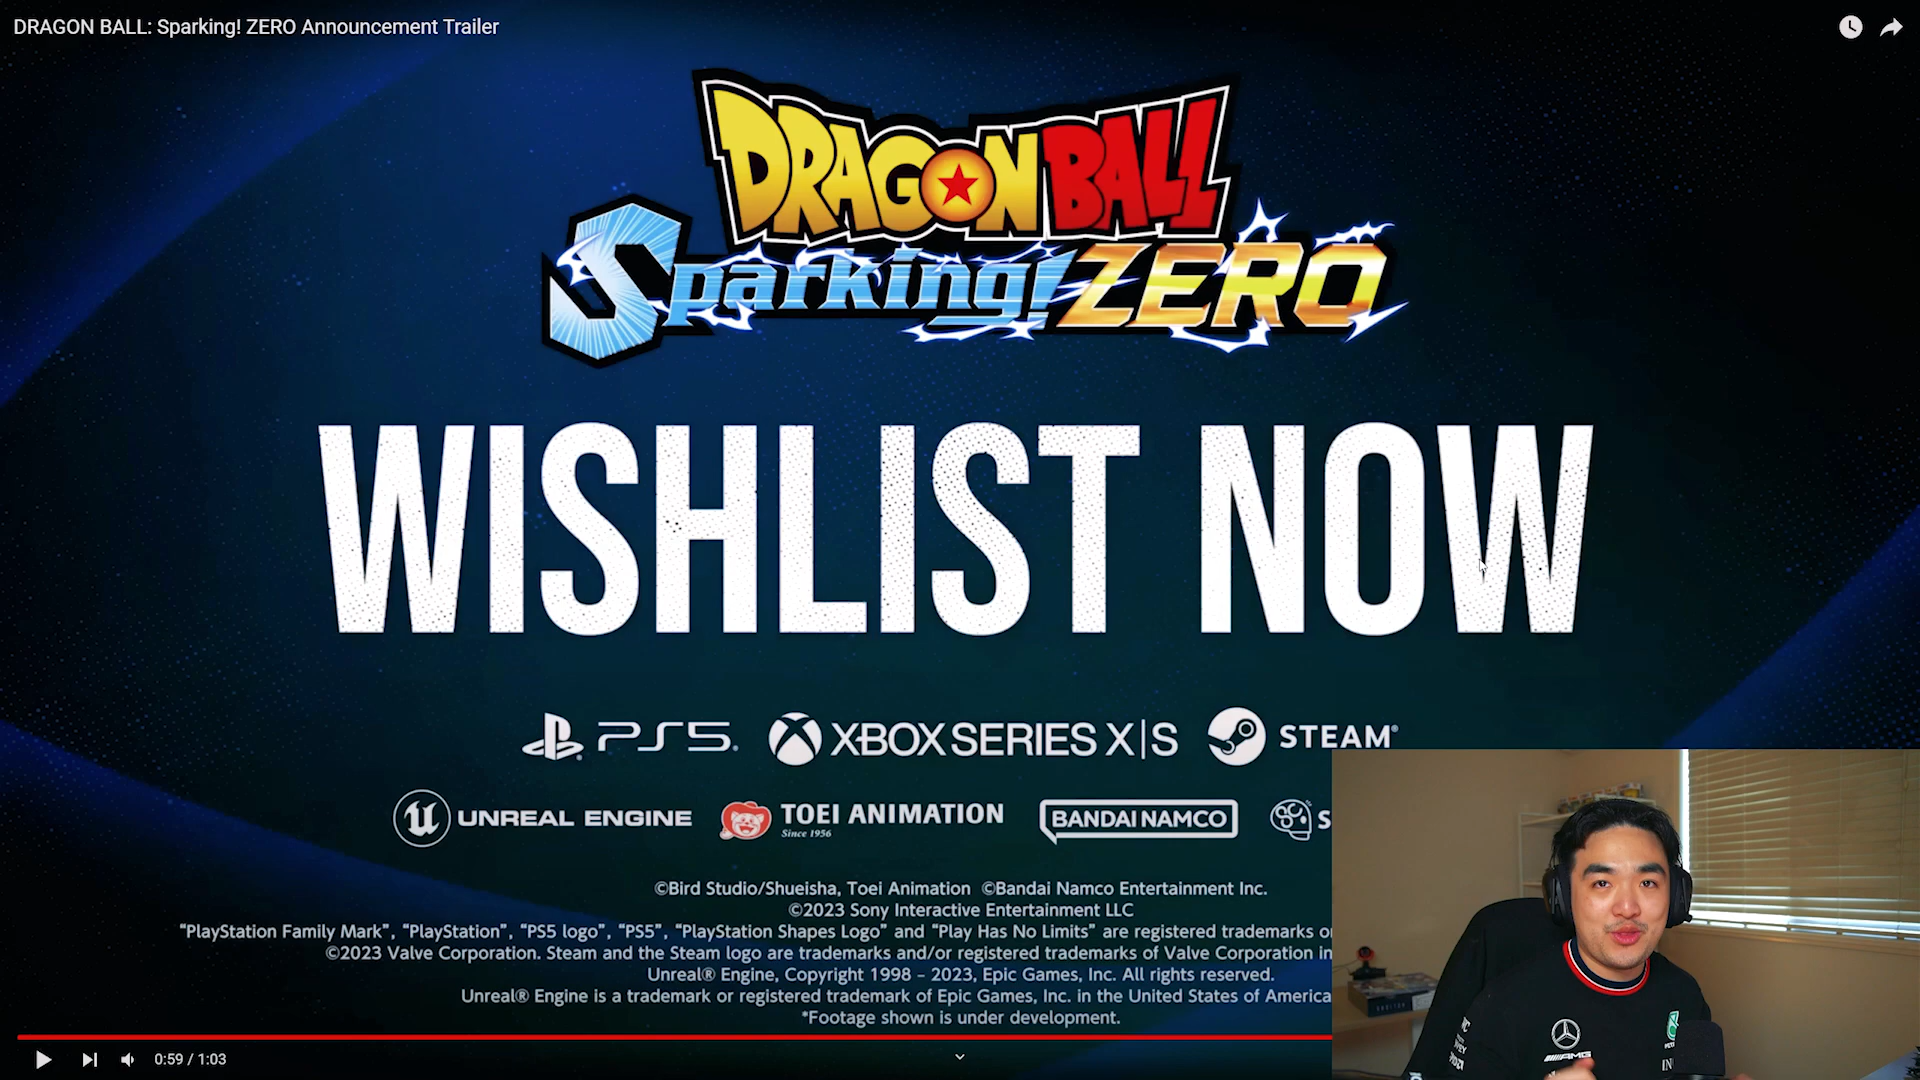 DRAGON BALL: Sparking! ZERO Announcement Trailer
DRAGON BALL
Sparking! ZERO
WISHLIST NOW
PS5 XBOX SERIES X|S STEAM®
UNREAL ENGINE TOEI ANIMATION BANDAI NAMCO S
Since 1956
©Bird Studio/Shueisha, Toei Animation ©Bandai Namco Entertainment Inc.
©2023 Sony Interactive Entertainment LLC
"PlayStation Family Mark", "PlayStation", "PS5 logo", "PS5", "PlayStation Shapes Logo" and "Play Has No Limits" are registered trademarks
©2023 Valve Corporation. Steam and the Steam logo are trademarks and/or registered trademarks of Valve Corporation in
Unreal® Engine, Copyright 1998 – 2023, Epic Games, Inc. All rights reserved.
Unreal® Engine is a trademark or registered trademark of Epic Games, Inc. in the United States of America
*Footage shown is under development.
0:59 / 1:03
AMG